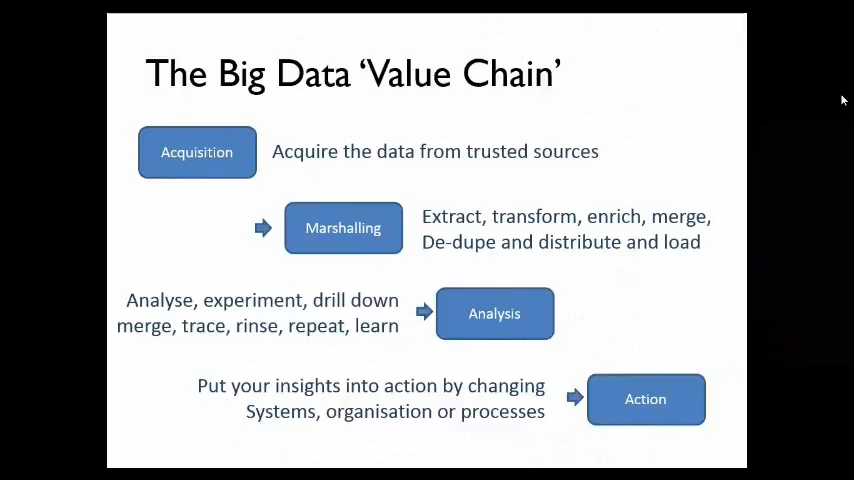 The Big Data ‘Value Chain’
Acquisition
Acquire the data from trusted sources
Marshalling
Extract, transform, enrich, merge,
De-dupe and distribute and load
Analyse, experiment, drill down
merge, trace, rinse, repeat, learn
Analysis
Put your insights into action by changing
Systems, organisation or processes
Action